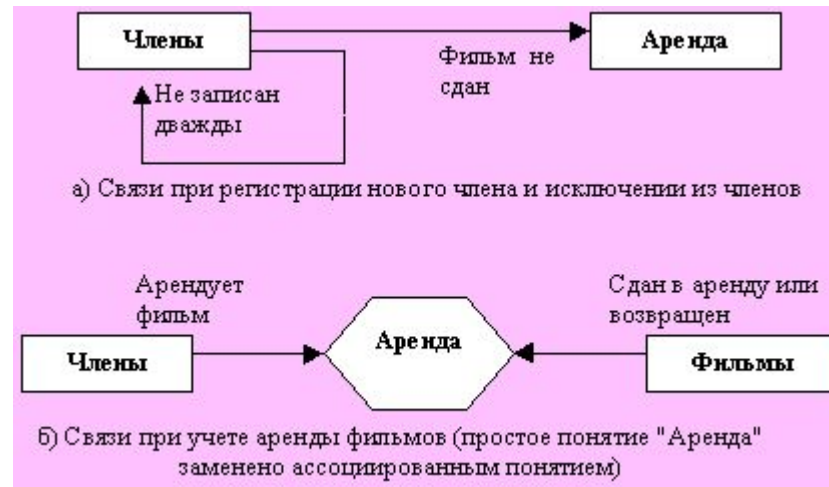 Члены
Аренда
Фильм не
сдан
Не записан
дважды
а) Связи при регистрации нового члена и исключении из членов
Арендует
фильм
Сдан в аренду или
возвращен
Члены
Аренда
Фильмы
б) Связи при учете аренды фильмов (простое понятие "Аренда"
заменено ассоциированным понятием)